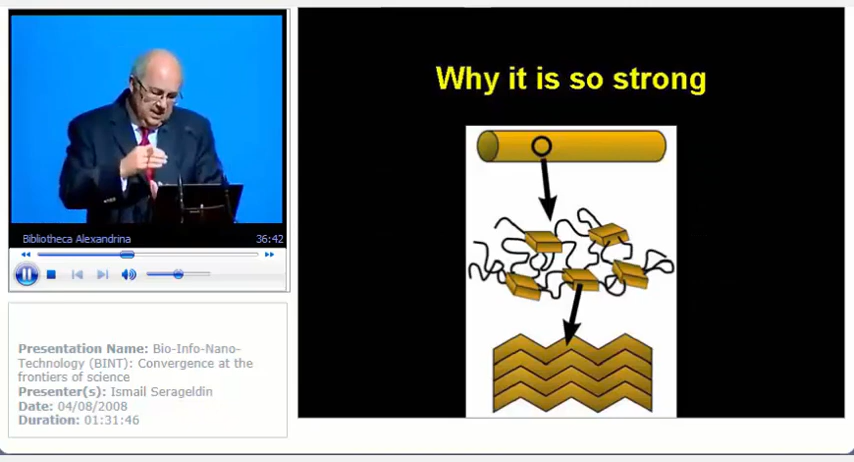 Why it is so strong
Bibliotheca Alexandrina 36:42
Presentation Name: Bio-Info-Nano-
Technology (BINT): Convergence at the
frontiers of science
Presenter(s): Ismail Serageldin
Date: 04/08/2008
Duration: 01:31:46